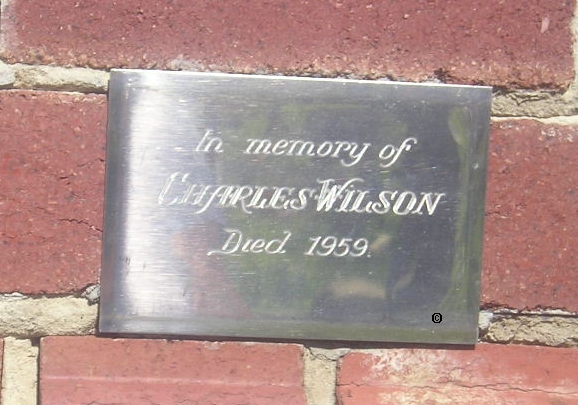 In memory of
CHARLES WILSON
Died 1959.
©